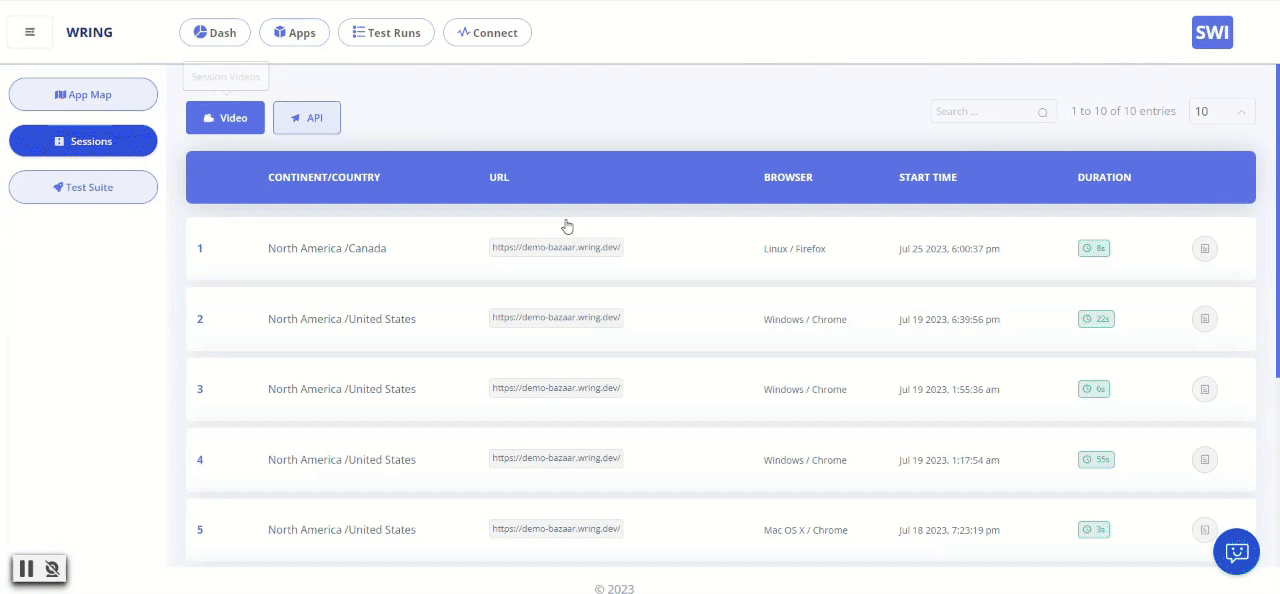 WRING Dash Apps Test Runs Connect SWI
App Map
Sessions
Test Suite
Session Videos
Video API Search ... 1 to 10 of 10 entries 10
CONTINENT/COUNTRY URL BROWSER START TIME DURATION
1 North America /Canada https://demo-bazaar.wring.dev/ Linux / Firefox Jul 25 2023, 6:00:37 pm 8s
2 North America /United States https://demo-bazaar.wring.dev/ Windows / Chrome Jul 19 2023, 6:39:56 pm 22s
3 North America /United States https://demo-bazaar.wring.dev/ Windows / Chrome Jul 19 2023, 1:55:36 am 6s
4 North America /United States https://demo-bazaar.wring.dev/ Windows / Chrome Jul 19 2023, 1:17:54 am 55s
5 North America /United States https://demo-bazaar.wring.dev/ Mac OS X / Chrome Jul 18 2023, 7:23:19 pm 3s
© 2023